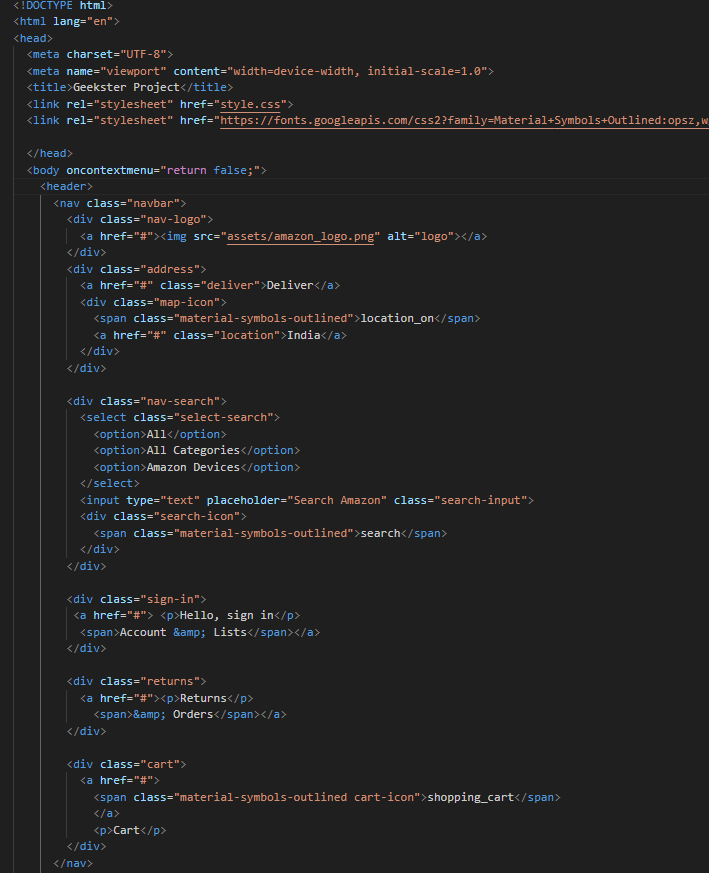 <!DOCTYPE html>
<html lang="en">
<head>
  <meta charset="UTF-8">
  <meta name="viewport" content="width=device-width, initial-scale=1.0">
  <title>Geekster Project</title>
  <link rel="stylesheet" href="style.css">
  <link rel="stylesheet" href="https://fonts.googleapis.com/css2?family=Material+Symbols+Outlined:opsz,w

  </head>
  <body oncontextmenu="return false;">
    <header>
      <nav class="navbar">
        <div class="nav-logo">
          <a href="#"><img src="assets/amazon_logo.png" alt="logo"></a>
        </div>
        <div class="address">
          <a href="#" class="deliver">Deliver</a>
          <div class="map-icon">
            <span class="material-symbols-outlined">location_on</span>
            <a href="#" class="location">India</a>
          </div>
        </div>

        <div class="nav-search">
          <select class="select-search">
            <option>All</option>
            <option>All Categories</option>
            <option>Amazon Devices</option>
          </select>
          <input type="text" placeholder="Search Amazon" class="search-input">
          <div class="search-icon">
            <span class="material-symbols-outlined">search</span>
          </div>
        </div>

        <div class="sign-in">
         <a href="#"> <p>Hello, sign in</p>
          <span>Account &amp; Lists</span></a>
        </div>

        <div class="returns">
          <a href="#"><p>Returns</p>
            <span>&amp; Orders</span></a>
        </div>

        <div class="cart">
          <a href="#">
            <span class="material-symbols-outlined cart-icon">shopping_cart</span>
            </a>
            <p>Cart</p>
        </div>
      </nav>